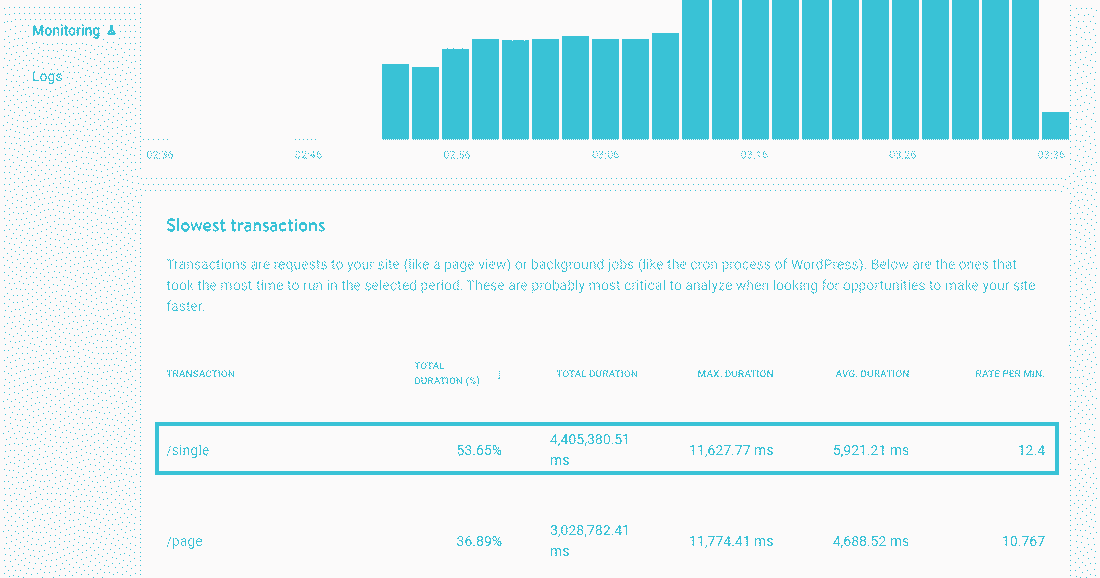 Monitoring
Logs
02:36 02:46 02:56 03:06 03:16 03:26 03:36
Slowest transactions
Transactions are requests to your site (like a page view) or background jobs (like the cron process of WordPress). Below are the ones that
took the most time to run in the selected period. These are probably most critical to analyze when looking for opportunities to make your site
faster.
TRANSACTION TOTAL DURATION (%) TOTAL DURATION MAX. DURATION AVG. DURATION RATE PER MIN.
/single 53.65% 4,405,380.51 ms 11,627.77 ms 5,921.21 ms 12.4
/page 36.89% 3,028,782.41 ms 11,774.41 ms 4,688.52 ms 10.767